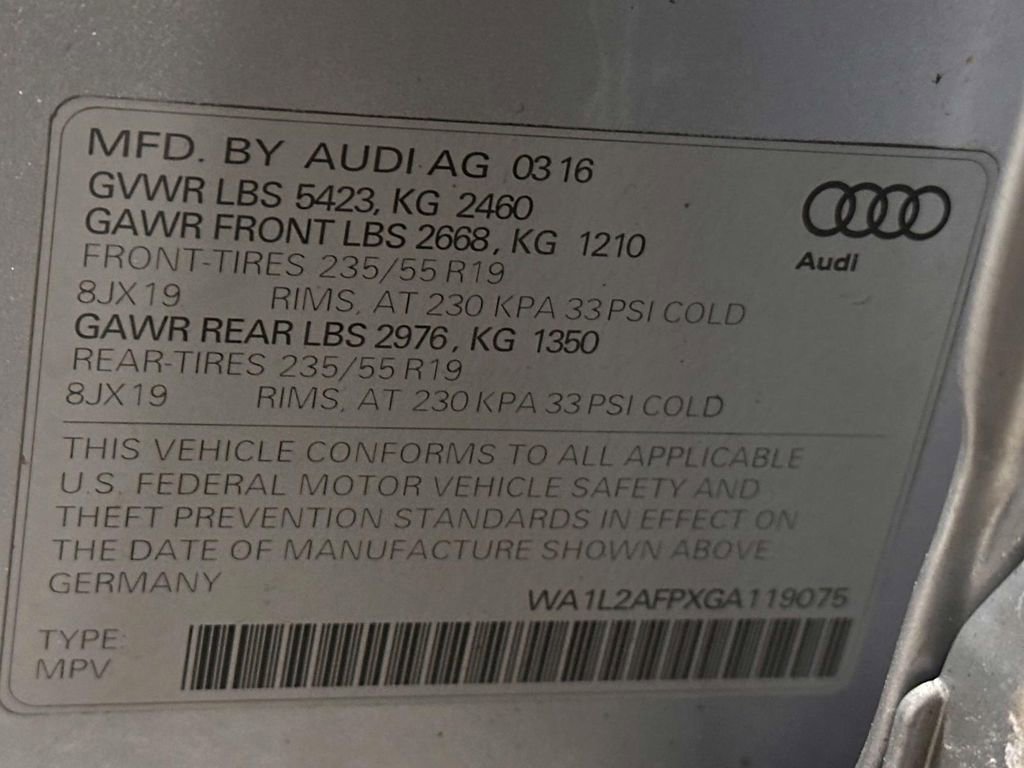 MFD. BY AUDI AG 03 16
GVWR LBS 5423, KG 2460
GAWR FRONT LBS 2668, KG 1210
FRONT-TIRES 235/55 R19
8JX19 RIMS, AT 230 KPA 33 PSI COLD
GAWR REAR LBS 2976, KG 1350
REAR-TIRES 235/55 R19
8JX19 RIMS, AT 230 KPA 33 PSI COLD
Audi
THIS VEHICLE CONFORMS TO ALL APPLICABLE
U.S. FEDERAL MOTOR VEHICLE SAFETY AND
THEFT PREVENTION STANDARDS IN EFFECT ON
THE DATE OF MANUFACTURE SHOWN ABOVE
GERMANY
WA1L2AFPXGA119075
TYPE:
MPV